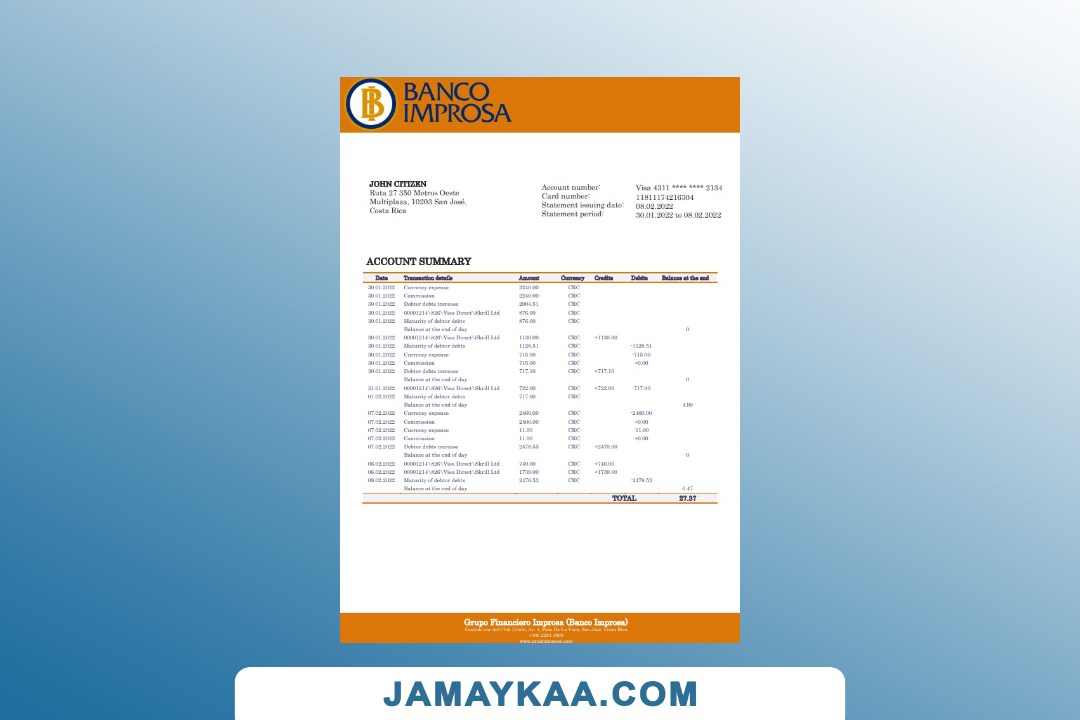 BANCO
IMPROSA
JOHN CITIZEN
Ruta 27 350 Metros Oeste
Multiplaza, 10203 San José,
Costa Rica
Account number: Visa 4311 **** **** 2134
Card number: 11811174216304
Statement issuing date: 08.02.2022
Statement period: 30.01.2022 to 08.02.2022
ACCOUNT SUMMARY
Date Transaction details Amount Currency Credits Debits Balance at the end
30.01.2022 Currency expense 2240.00 CRC
30.01.2022 Commission 2240.00 CRC
30.01.2022 Debtor debts increase 2004.51 CRC
30.01.2022 00001214\\826\Visa Direct\\Skrill Ltd 876.00 CRC
30.01.2022 Maturity of debtor debts 876.00 CRC
Balance at the end of day 0
30.01.2022 00001214\\826\Visa Direct\\Skrill Ltd 1130.00 CRC +1130.00
30.01.2022 Maturity of debtor debts 1128.51 CRC -1128.51
30.01.2022 Currency expense 715.00 CRC -715.00
30.01.2022 Commission 715.00 CRC +0.00
30.01.2022 Debtor debts increase 717.10 CRC +717.10
Balance at the end of day 0
31.01.2022 00001214\\826\Visa Direct\\Skrill Ltd 722.00 CRC +722.00 -717.00
01.02.2022 Maturity of debtor debts 717.00 CRC
Balance at the end of day 4.90
07.02.2022 Currency expense 2460.00 CRC -2460.00
07.02.2022 Commission 2400.00 CRC +0.00
07.02.2022 Currency expense 11.00 CRC -11.00
07.02.2022 Commission 11.00 CRC +0.00
07.02.2022 Debtor debts increase 2478.53 CRC +2478.00
Balance at the end of day 0
06.02.2022 00001214\\826\Visa Direct\\Skrill Ltd 740.00 CRC +740.00
06.02.2022 00001214\\826\Visa Direct\\Skrill Ltd 1739.00 CRC +1739.00
08.02.2022 Maturity of debtor debts 2476.53 CRC -2478.53
Balance at the end of day 0.47
TOTAL 27.37
Grupo Financiero Improsa (Banco Improsa)
San José, Costa Rica
JAMAYKAA.COM